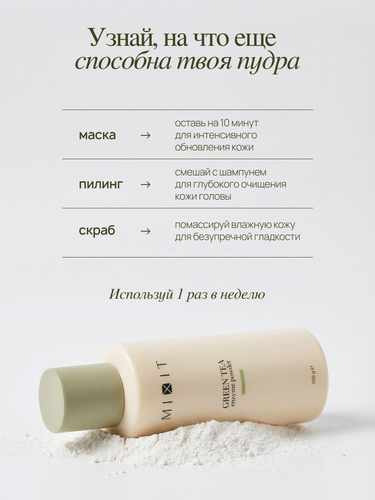 Узнай, на что еще
способна твоя пудра
маска → оставь на 10 минут
для интенсивного
обновления кожи
пилинг → смешай с шампунем
для глубокого очищения
кожи головы
скраб → помассируй влажную кожу
для безупречной гладкости
Используй 1 раз в неделю
MIXIT
GREEN TEA
enzyme powder
100 g ℮